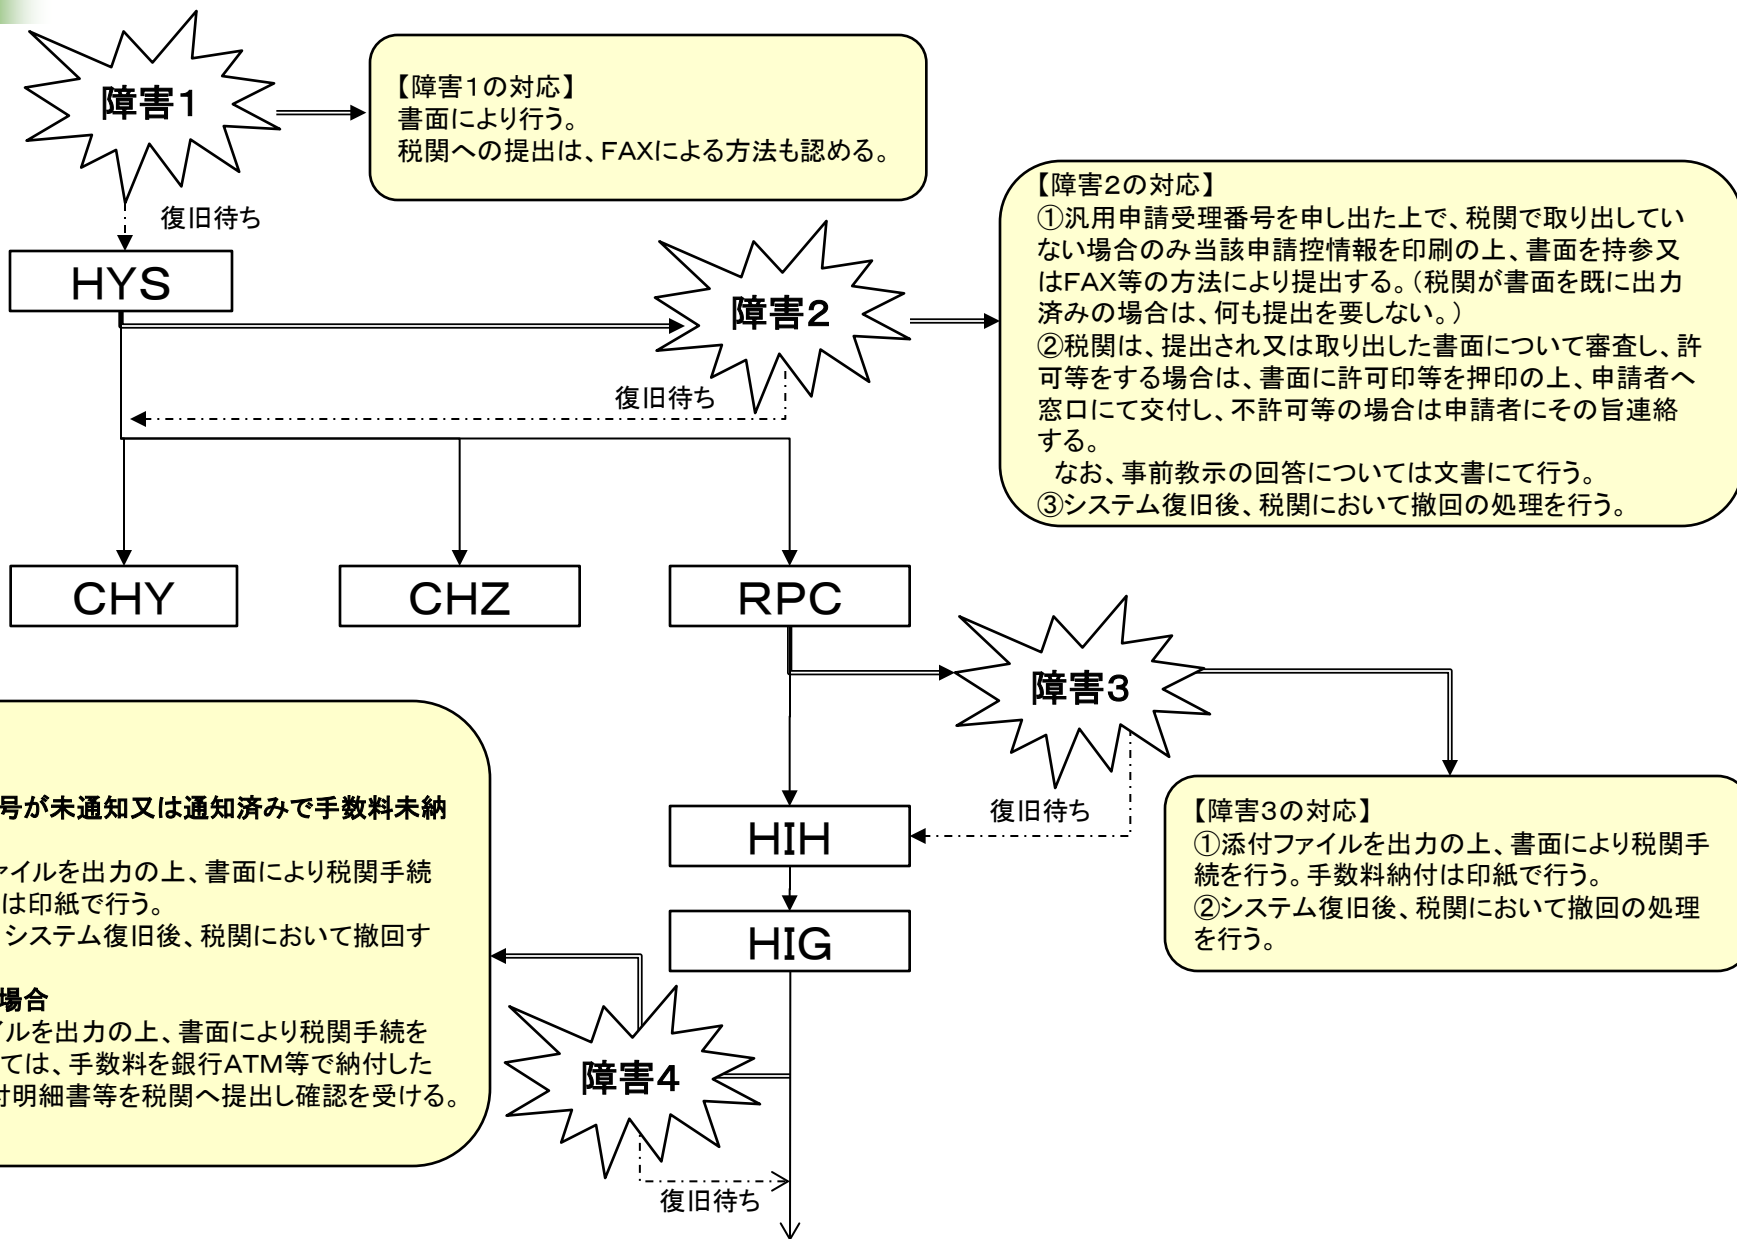 障害1
【障害1の対応】
書面により行う。
税関への提出は、FAXによる方法も認める。
復旧待ち
HYS
障害2
【障害2の対応】
①汎用申請受理番号を申し出た上で、税関で取り出してい
ない場合のみ当該申請控情報を印刷の上、書面を持参又
はFAX等の方法により提出する。（税関が書面を既に出力
済みの場合は、何も提出を要しない。）
②税関は、提出され又は取り出した書面について審査し、許
可等をする場合は、書面に許可印等を押印の上、申請者へ
窓口にて交付し、不許可等の場合は申請者にその旨連絡
する。
なお、事前教示の回答については文書にて行う。
③システム復旧後、税関において撤回の処理を行う。
復旧待ち
CHY
CHZ
RPC
障害3
復旧待ち
【障害3の対応】
①添付ファイルを出力の上、書面により税関手
続を行う。手数料納付は印紙で行う。
②システム復旧後、税関において撤回の処理
を行う。
HIH
HIG
号が未通知又は通知済みで手数料未納
ァイルを出力の上、書面により税関手続
は印紙で行う。
システム復旧後、税関において撤回す
場合
イルを出力の上、書面により税関手続を
ては、手数料を銀行ATM等で納付した
付明細書等を税関へ提出し確認を受ける。
障害4
復旧待ち